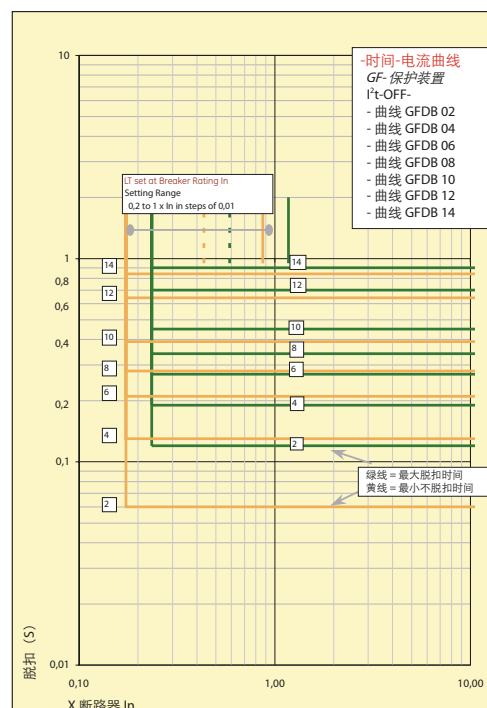 -时间-电流曲线
GF- 保护装置
I²t-OFF-
- 曲线 GFDB 02
- 曲线 GFDB 04
- 曲线 GFDB 06
- 曲线 GFDB 08
- 曲线 GFDB 10
- 曲线 GFDB 12
- 曲线 GFDB 14
LT set at Breaker Rating In
Setting Range
0,2 to 1 x In in steps of 0,01
10
1
0,8
0,6
0,4
0,2
0,1
0,01
14
12
10
8
6
4
2
14
12
10
8
6
4
2
绿线 = 最大脱扣时间
黄线 = 最小不脱扣时间
脱扣（S）
0,10
1,00
10,00
X 断路器 In